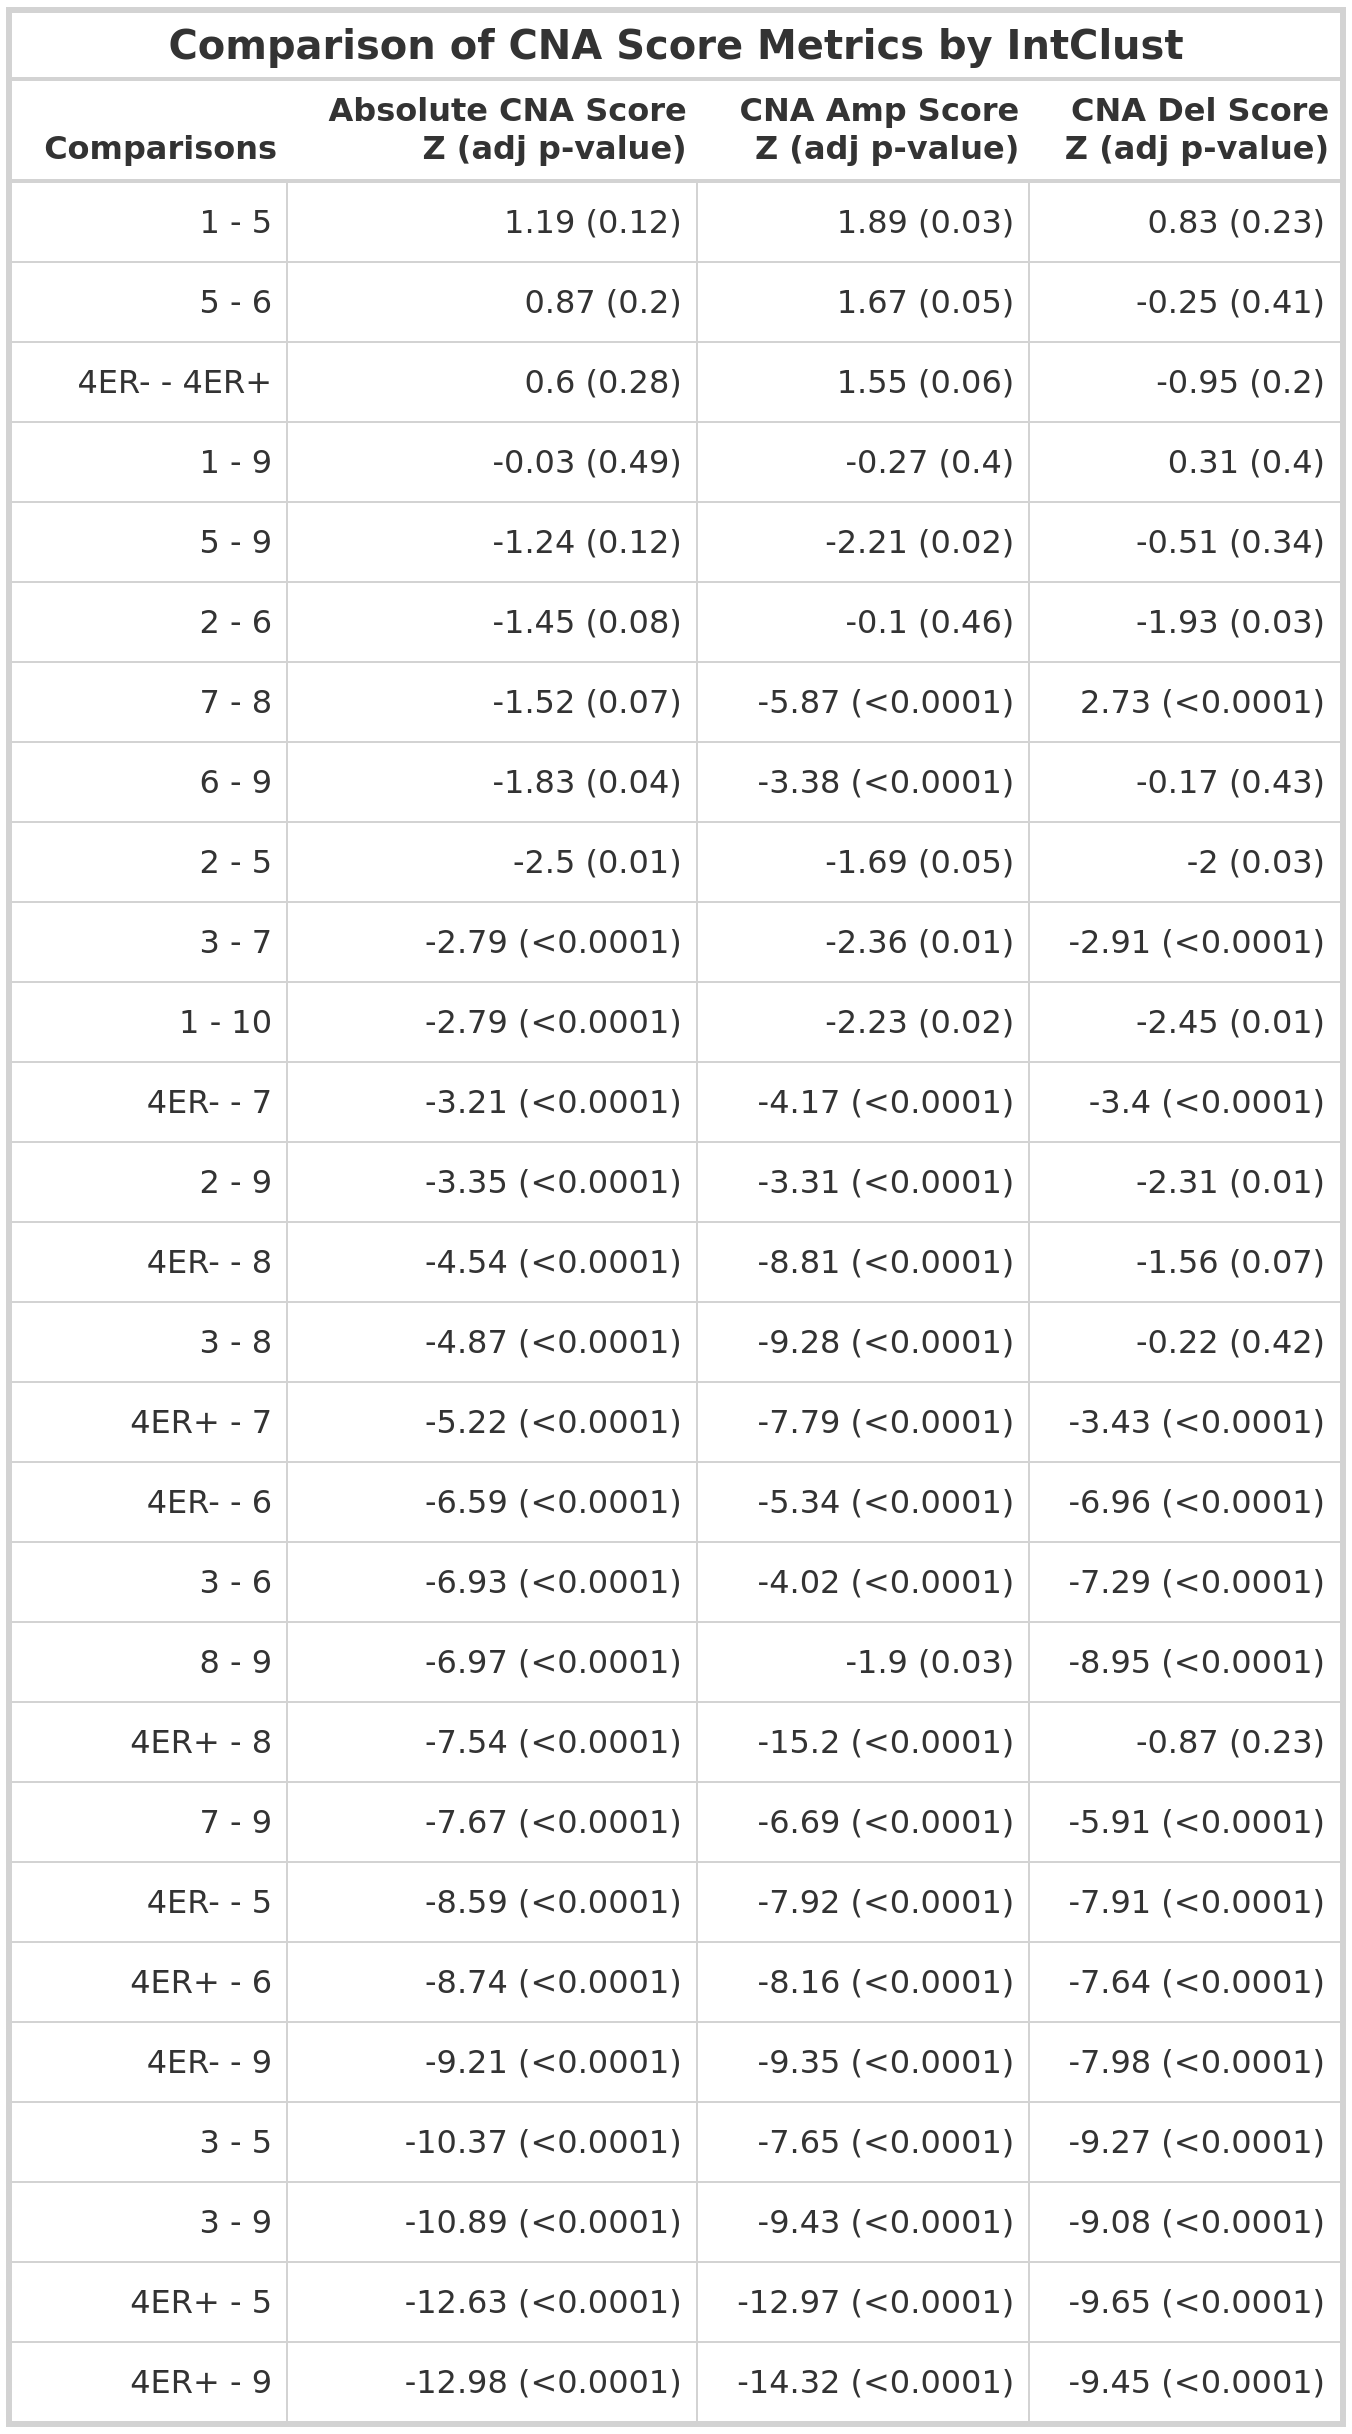 Comparison of CNA Score Metrics by IntClust
Comparisons Absolute CNA Score Z (adj p-value) CNA Amp Score Z (adj p-value) CNA Del Score Z (adj p-value)
1 - 5 1.19 (0.12) 1.89 (0.03) 0.83 (0.23)
5 - 6 0.87 (0.2) 1.67 (0.05) -0.25 (0.41)
4ER- - 4ER+ 0.6 (0.28) 1.55 (0.06) -0.95 (0.2)
1 - 9 -0.03 (0.49) -0.27 (0.4) 0.31 (0.4)
5 - 9 -1.24 (0.12) -2.21 (0.02) -0.51 (0.34)
2 - 6 -1.45 (0.08) -0.1 (0.46) -1.93 (0.03)
7 - 8 -1.52 (0.07) -5.87 (<0.0001) 2.73 (<0.0001)
6 - 9 -1.83 (0.04) -3.38 (<0.0001) -0.17 (0.43)
2 - 5 -2.5 (0.01) -1.69 (0.05) -2 (0.03)
3 - 7 -2.79 (<0.0001) -2.36 (0.01) -2.91 (<0.0001)
1 - 10 -2.79 (<0.0001) -2.23 (0.02) -2.45 (0.01)
4ER- - 7 -3.21 (<0.0001) -4.17 (<0.0001) -3.4 (<0.0001)
2 - 9 -3.35 (<0.0001) -3.31 (<0.0001) -2.31 (0.01)
4ER- - 8 -4.54 (<0.0001) -8.81 (<0.0001) -1.56 (0.07)
3 - 8 -4.87 (<0.0001) -9.28 (<0.0001) -0.22 (0.42)
4ER+ - 7 -5.22 (<0.0001) -7.79 (<0.0001) -3.43 (<0.0001)
4ER- - 6 -6.59 (<0.0001) -5.34 (<0.0001) -6.96 (<0.0001)
3 - 6 -6.93 (<0.0001) -4.02 (<0.0001) -7.29 (<0.0001)
8 - 9 -6.97 (<0.0001) -1.9 (0.03) -8.95 (<0.0001)
4ER+ - 8 -7.54 (<0.0001) -15.2 (<0.0001) -0.87 (0.23)
7 - 9 -7.67 (<0.0001) -6.69 (<0.0001) -5.91 (<0.0001)
4ER- - 5 -8.59 (<0.0001) -7.92 (<0.0001) -7.91 (<0.0001)
4ER+ - 6 -8.74 (<0.0001) -8.16 (<0.0001) -7.64 (<0.0001)
4ER- - 9 -9.21 (<0.0001) -9.35 (<0.0001) -7.98 (<0.0001)
3 - 5 -10.37 (<0.0001) -7.65 (<0.0001) -9.27 (<0.0001)
3 - 9 -10.89 (<0.0001) -9.43 (<0.0001) -9.08 (<0.0001)
4ER+ - 5 -12.63 (<0.0001) -12.97 (<0.0001) -9.65 (<0.0001)
4ER+ - 9 -12.98 (<0.0001) -14.32 (<0.0001) -9.45 (<0.0001)